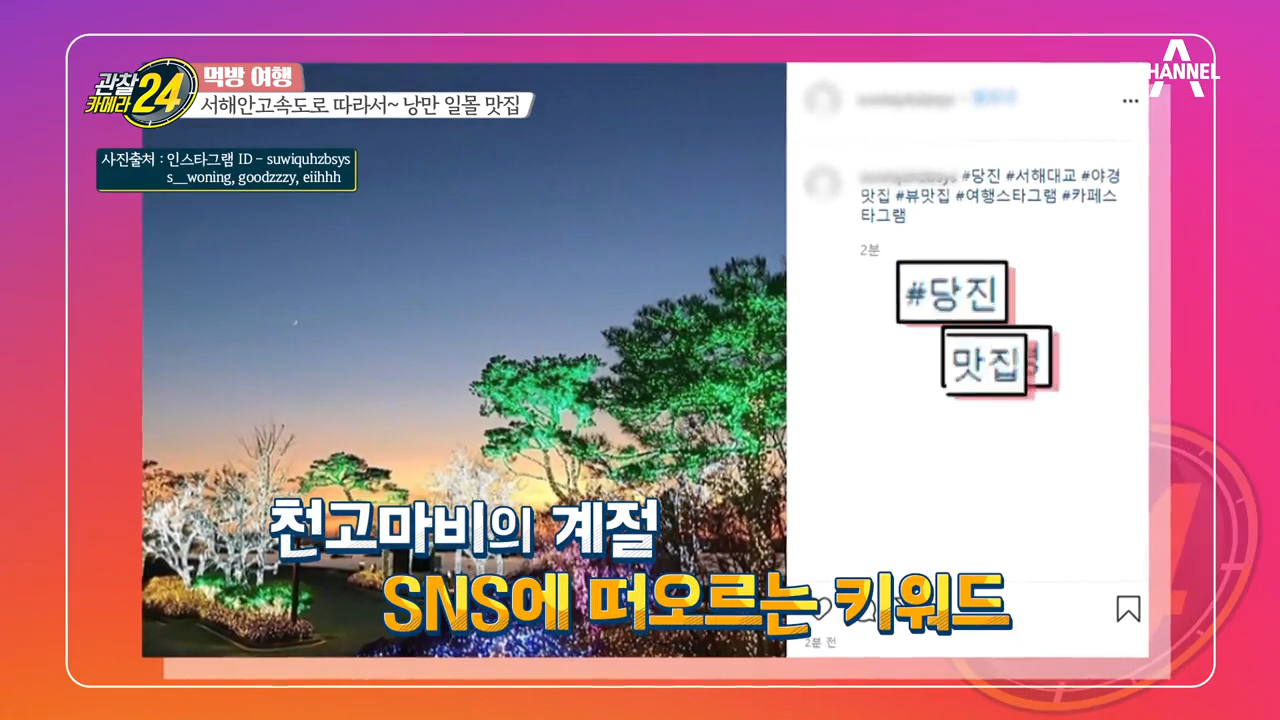 관찰
카메라
24
먹방 여행
서해안고속도로 따라서~ 낭만 일몰 맛집
CHANNEL A
사진출처 : 인스타그램 ID - suwiquhzbsys
s__woning, goodzzzy, eiihhh
#당진 #서해대교 #야경
맛집 #뷰맛집 #여행스타그램 #카페스
타그램
2분
#당진
맛집
천고마비의 계절
SNS에 떠오르는 키워드
2분 전